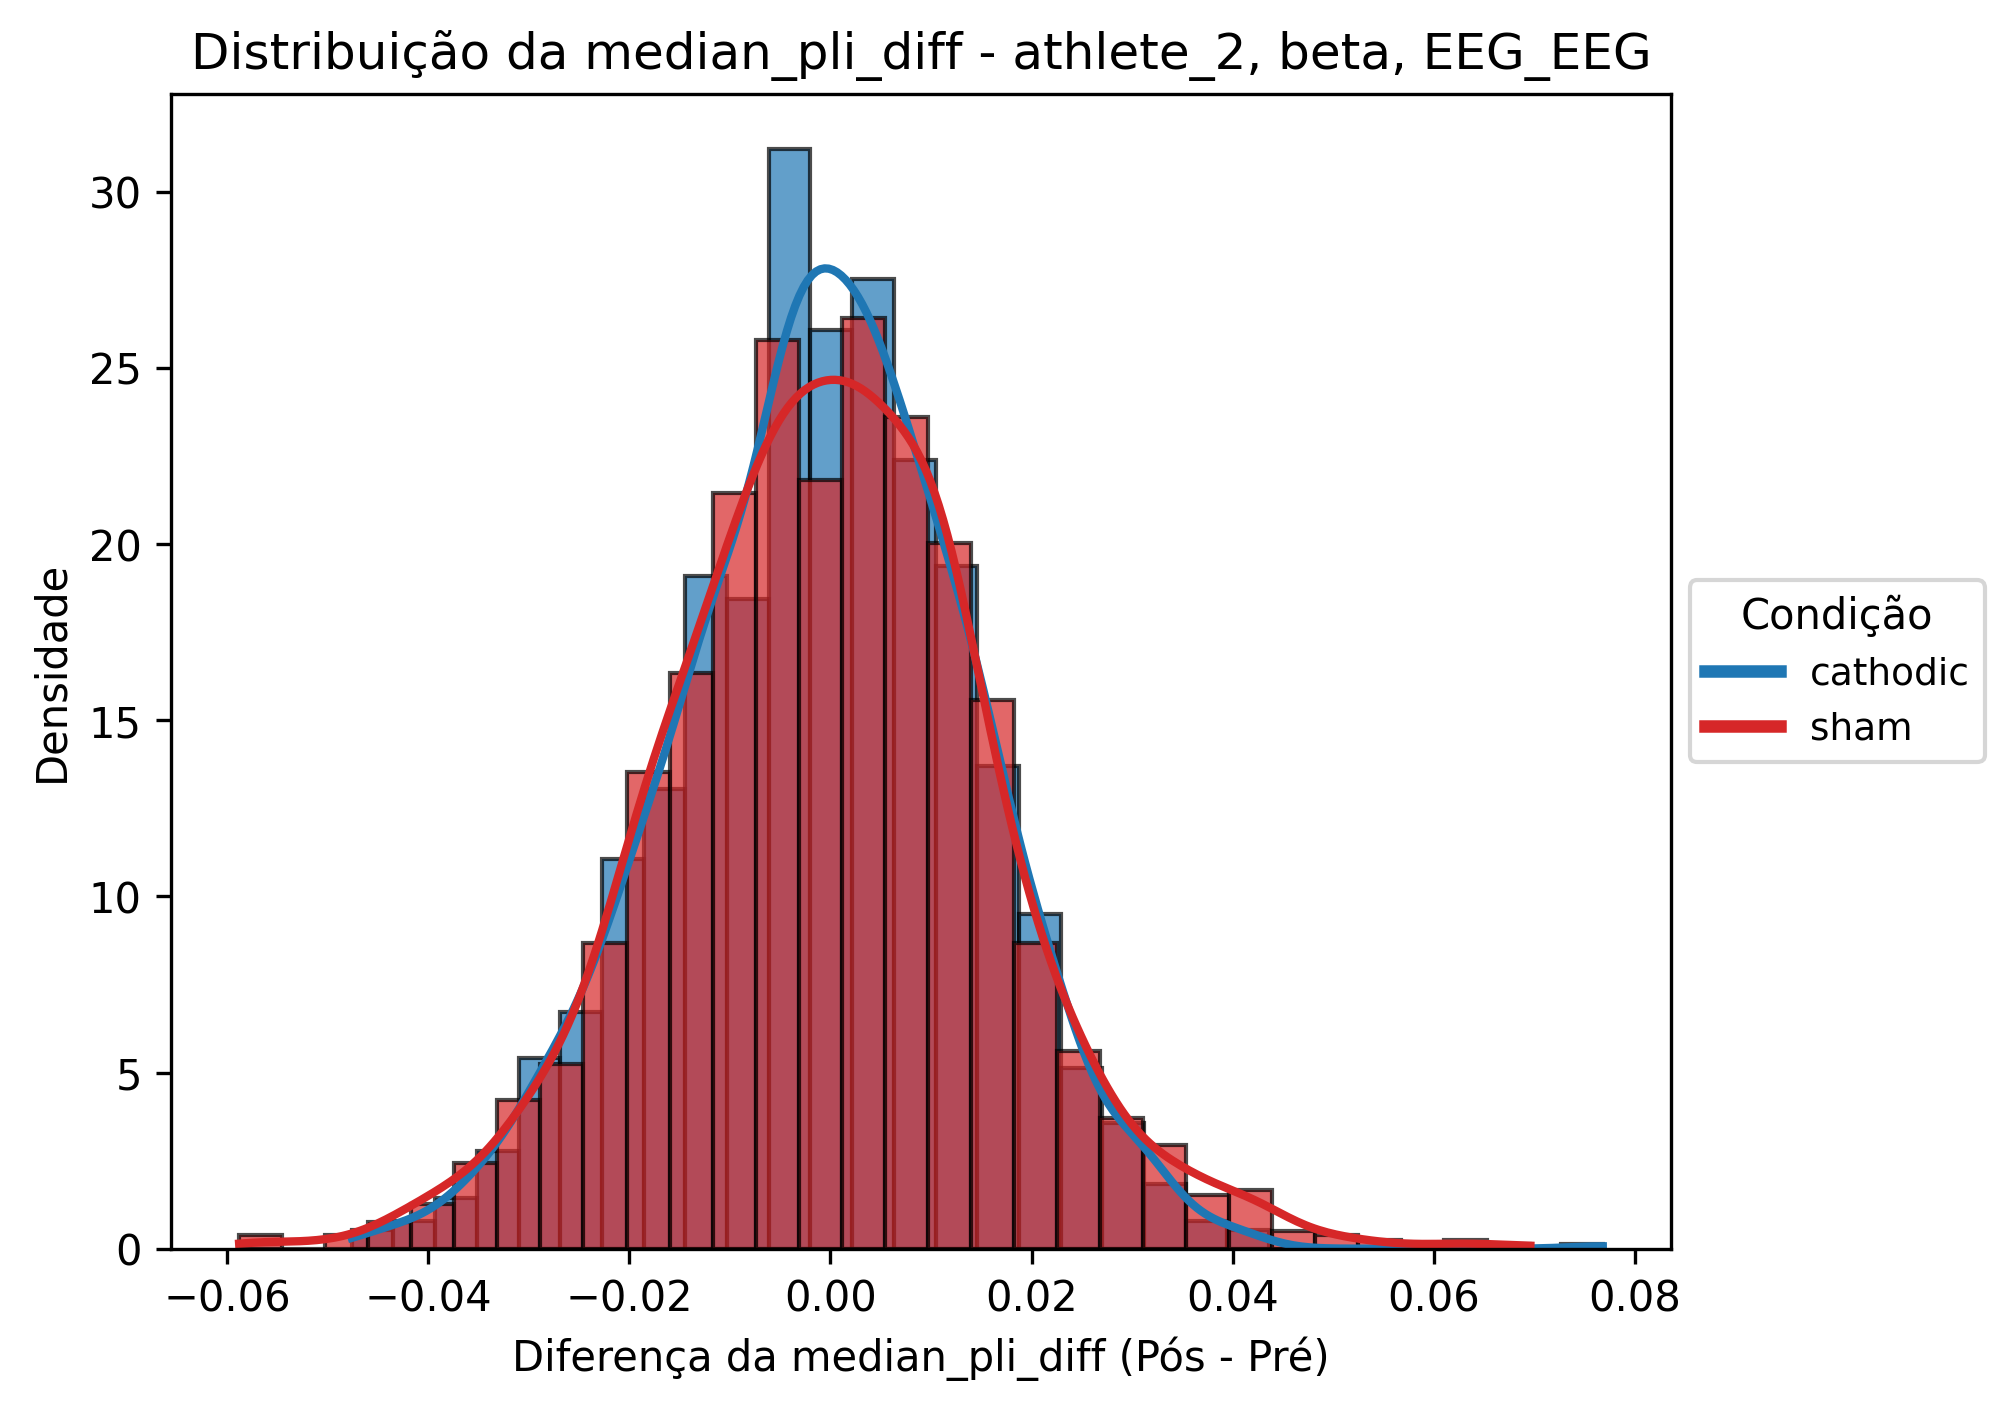 Distribuição da median_pli_diff - athlete_2, beta, EEG_EEG
30
25
20
15
10
5
0
Densidade
−0.06 −0.04 −0.02 0.00 0.02 0.04 0.06 0.08
Diferença da median_pli_diff (Pós - Pré)
Condição
cathodic
sham